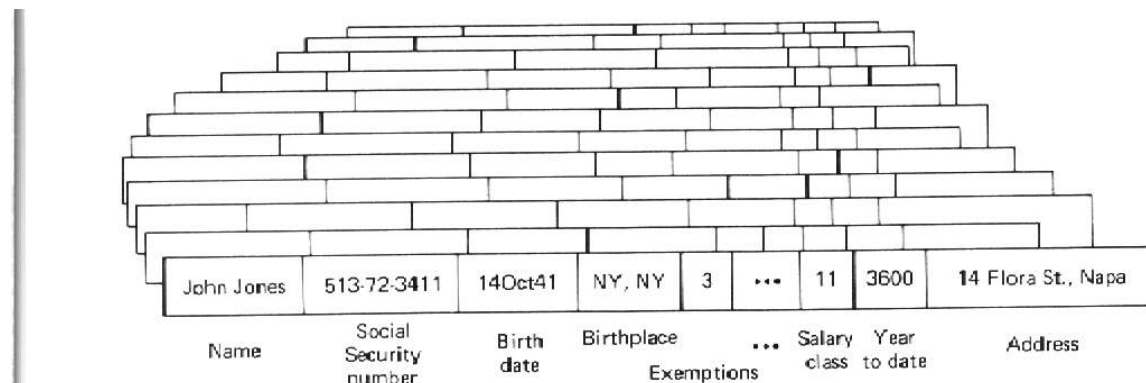 John Jones 513-72-3411 14Oct41 NY, NY 3 ••• 11 3600 14 Flora St., Napa
Name Social Security number Birth date Birthplace Exemptions ••• Salary class Year to date Address